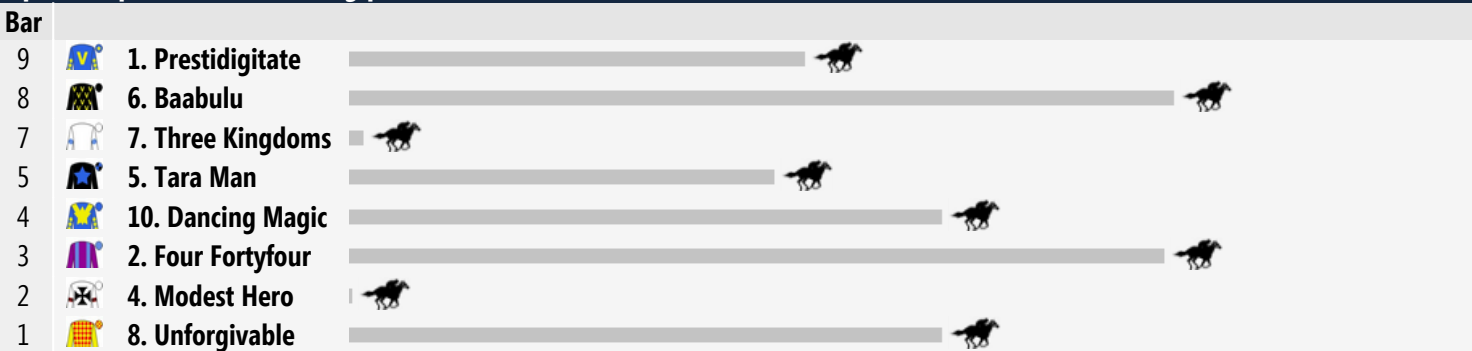 Bar
9 V 1. Prestidigitate
8 6. Baabulu
7 7. Three Kingdoms
5 5. Tara Man
4 10. Dancing Magic
3 2. Four Fortyfour
2 4. Modest Hero
1 8. Unforgivable